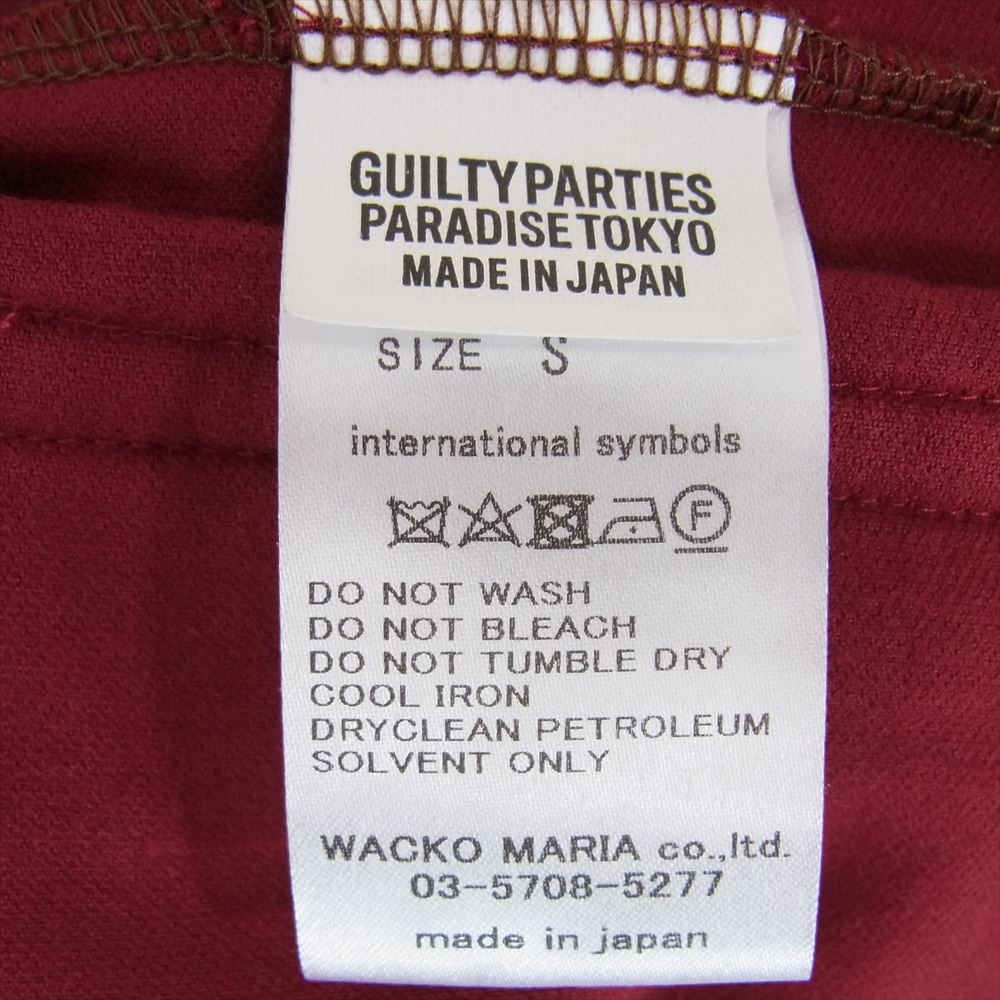 GUILTY PARTIES
PARADISE TOKYO
MADE IN JAPAN
SIZE S
international symbols
F
DO NOT WASH
DO NOT BLEACH
DO NOT TUMBLE DRY
COOL IRON
DRYCLEAN PETROLEUM
SOLVENT ONLY
WACKO MARIA co.,ltd.
03-5708-5277
made in japan